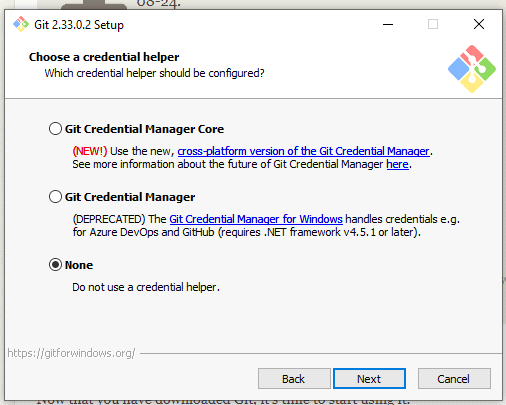 08-24.
Git 2.33.0.2 Setup
Choose a credential helper
Which credential helper should be configured?
Git Credential Manager Core
(NEW!) Use the new, cross-platform version of the Git Credential Manager.
See more information about the future of Git Credential Manager here.
Git Credential Manager
(DEPRECATED) The Git Credential Manager for Windows handles credentials e.g.
for Azure DevOps and GitHub (requires .NET framework v4.5.1 or later).
None
Do not use a credential helper.
https://gitforwindows.org/
Back
Next
Cancel
Now that you have downloaded Git, it's time to start using it.